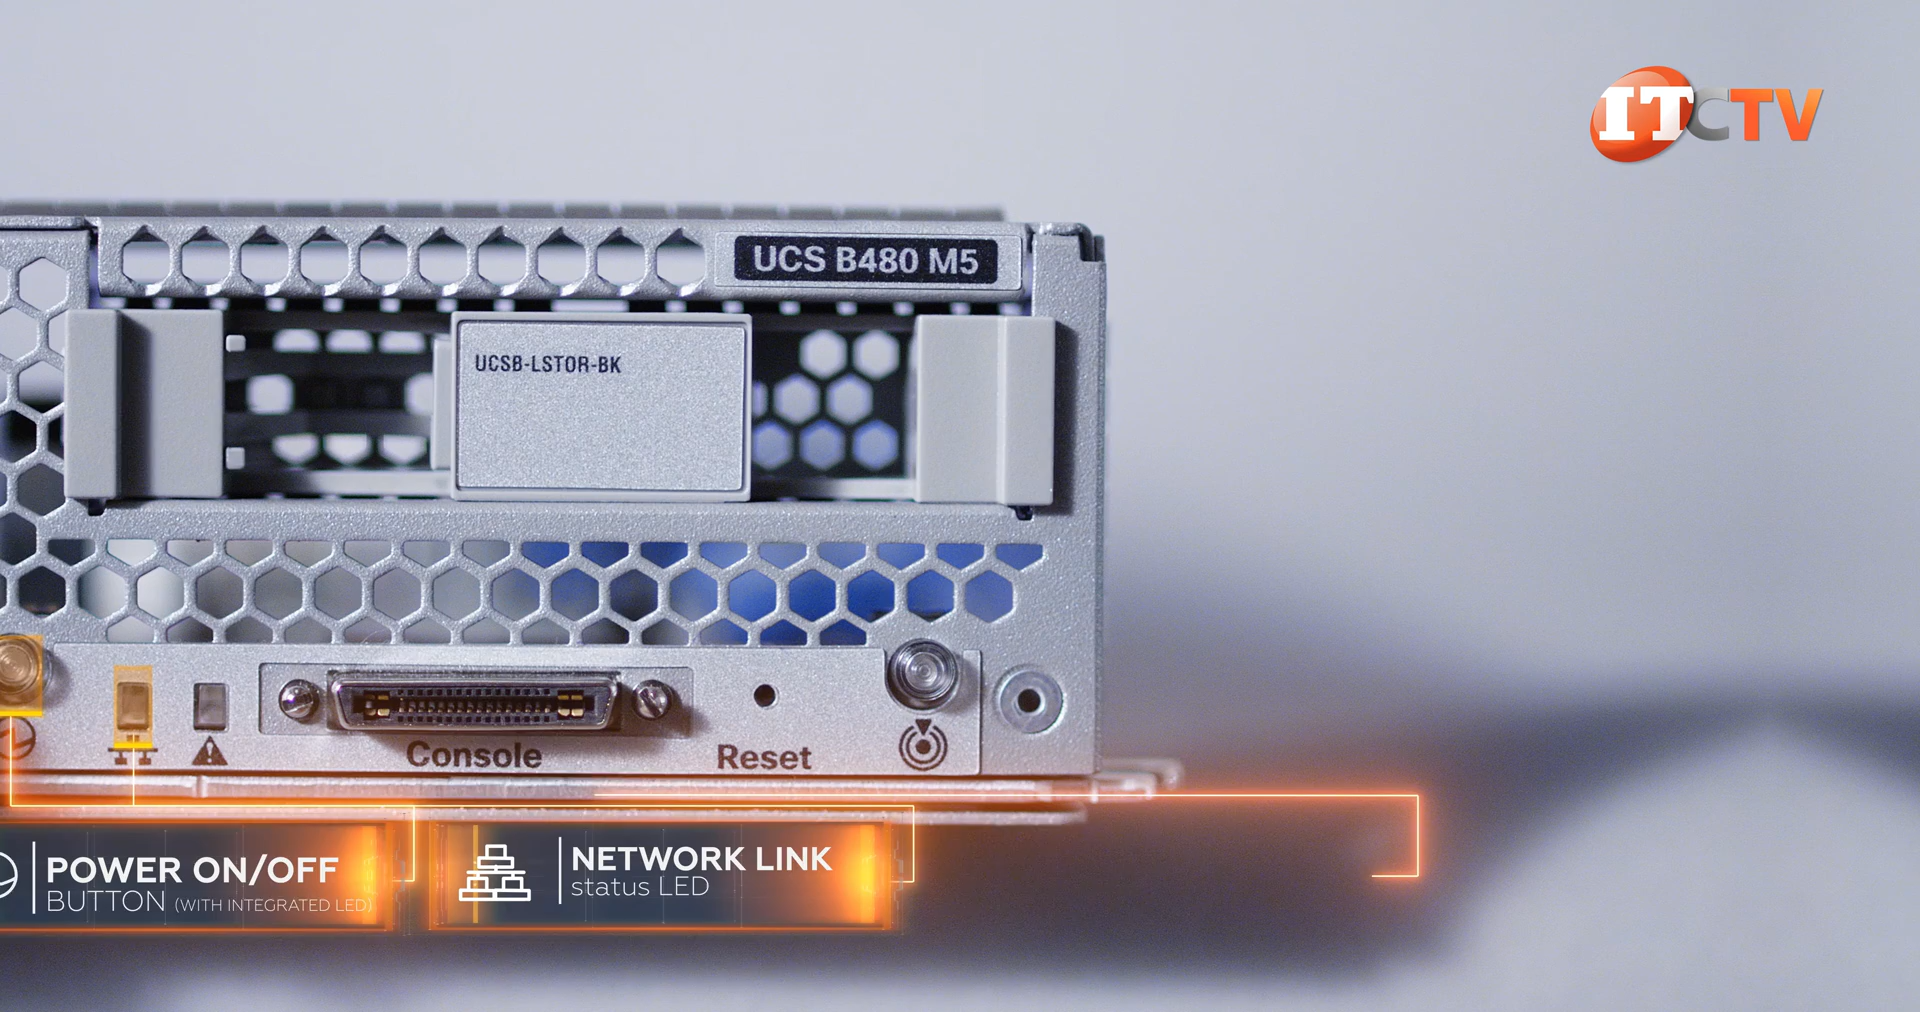 ITCTV
UCS B480 M5
UCSB-LSTOR-BK
Console
Reset
POWER ON/OFF
BUTTON (WITH INTEGRATED LED)
NETWORK LINK
status LED